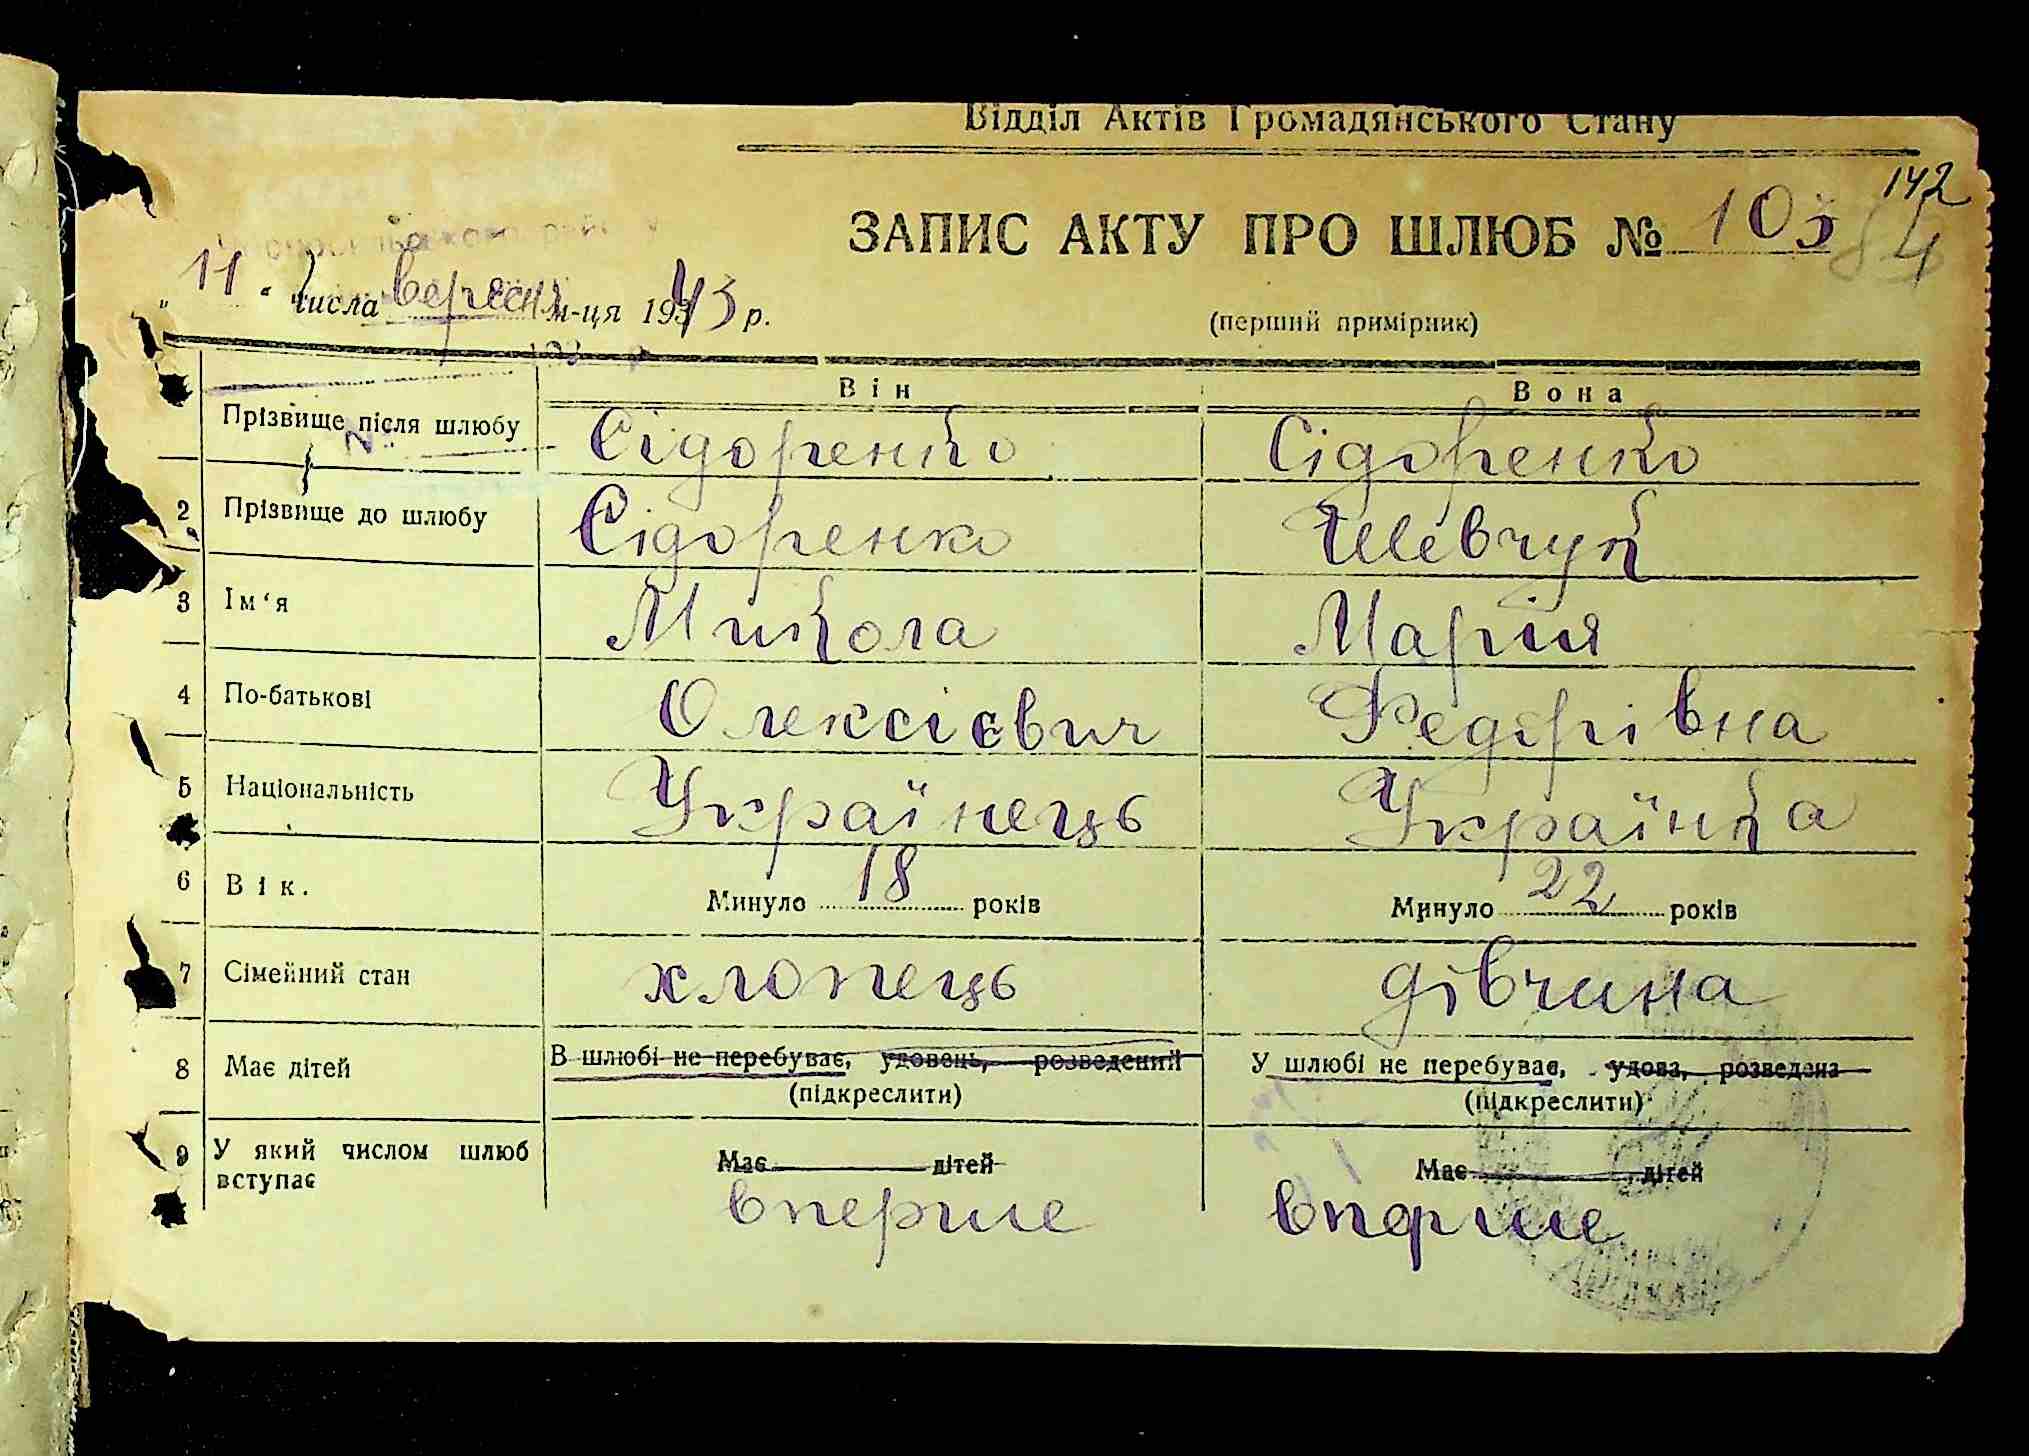 Відділ Актів Громадянського Стану
142
ЗАПИС АКТУ ПРО ШЛЮБ № 103
84
„11“ числа вересня м-ця 1943 р.
(перший примірник)
Він Вона
Прізвище після шлюбу Сідоренко Сідоренко
№
2 Прізвище до шлюбу Сідоренко Шевчук
3 Ім‘я Микола Марія
4 По-батькові Олексієвич Федорівна
5 Національність Українець Українка
6 Вік. Минуло 18 років Минуло 22 років
7 Сімейний стан хлопець дівчина
8 Має дітей В шлюбі не перебуває, удовець, розведений У шлюбі не перебуває, удова, розведена
(підкреслити) (підкреслити)
9 У який числом шлюб вступає Має дітей Має дітей
вперше вперше